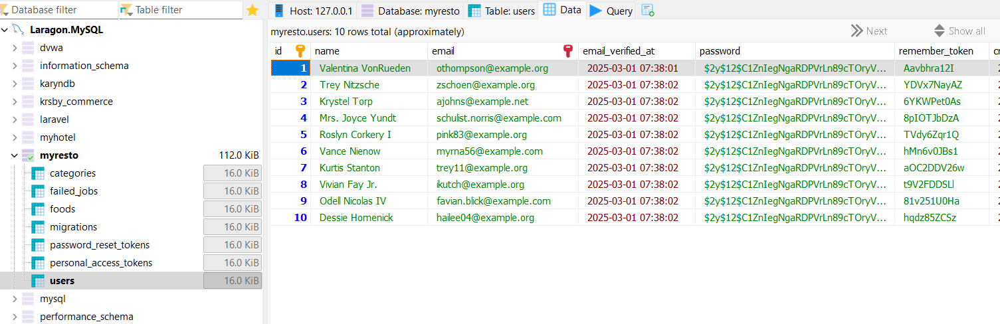 Database filter
Table filter
Laragon.MySQL
dvwa
information_schema
karyndb
krsby_commerce
laravel
myhotel
myresto 112.0 KiB
categories 16.0 KiB
failed_jobs 16.0 KiB
foods 16.0 KiB
migrations 16.0 KiB
password_reset_tokens 16.0 KiB
personal_access_tokens 16.0 KiB
users 16.0 KiB
mysql
performance_schema
Host: 127.0.0.1 Database: myresto Table: users Data Query
myresto.users: 10 rows total (approximately) Next Show all
id name email email_verified_at password remember_token
1 Valentina VonRueden othompson@example.org 2025-03-01 07:38:01 $2y$12$C1ZnIegNgaRDPVrLn89cTOryV... Aavbhra12I
2 Trey Nitzsche zschoen@example.org 2025-03-01 07:38:02 $2y$12$C1ZnIegNgaRDPVrLn89cTOryV... YDVx7NayAZ
3 Krystel Torp ajohns@example.net 2025-03-01 07:38:02 $2y$12$C1ZnIegNgaRDPVrLn89cTOryV... 6YKWPet0As
4 Mrs. Joyce Yundt schulist.norris@example.com 2025-03-01 07:38:02 $2y$12$C1ZnIegNgaRDPVrLn89cTOryV... 8pIOTJbDzA
5 Roslyn Corkery I pink83@example.org 2025-03-01 07:38:02 $2y$12$C1ZnIegNgaRDPVrLn89cTOryV... TVdy6Zqr1Q
6 Vance Nienow myrna56@example.com 2025-03-01 07:38:02 $2y$12$C1ZnIegNgaRDPVrLn89cTOryV... hMn6v0JBs1
7 Kurtis Stanton trey11@example.org 2025-03-01 07:38:02 $2y$12$C1ZnIegNgaRDPVrLn89cTOryV... aOC2DDV26w
8 Vivian Fay Jr. ikutch@example.org 2025-03-01 07:38:02 $2y$12$C1ZnIegNgaRDPVrLn89cTOryV... t9V2FDDSLl
9 Odell Nicolas IV favian.blick@example.com 2025-03-01 07:38:02 $2y$12$C1ZnIegNgaRDPVrLn89cTOryV... 81v251U0Ha
10 Dessie Homenick hailee04@example.org 2025-03-01 07:38:02 $2y$12$C1ZnIegNgaRDPVrLn89cTOryV... hqdz85ZCSz